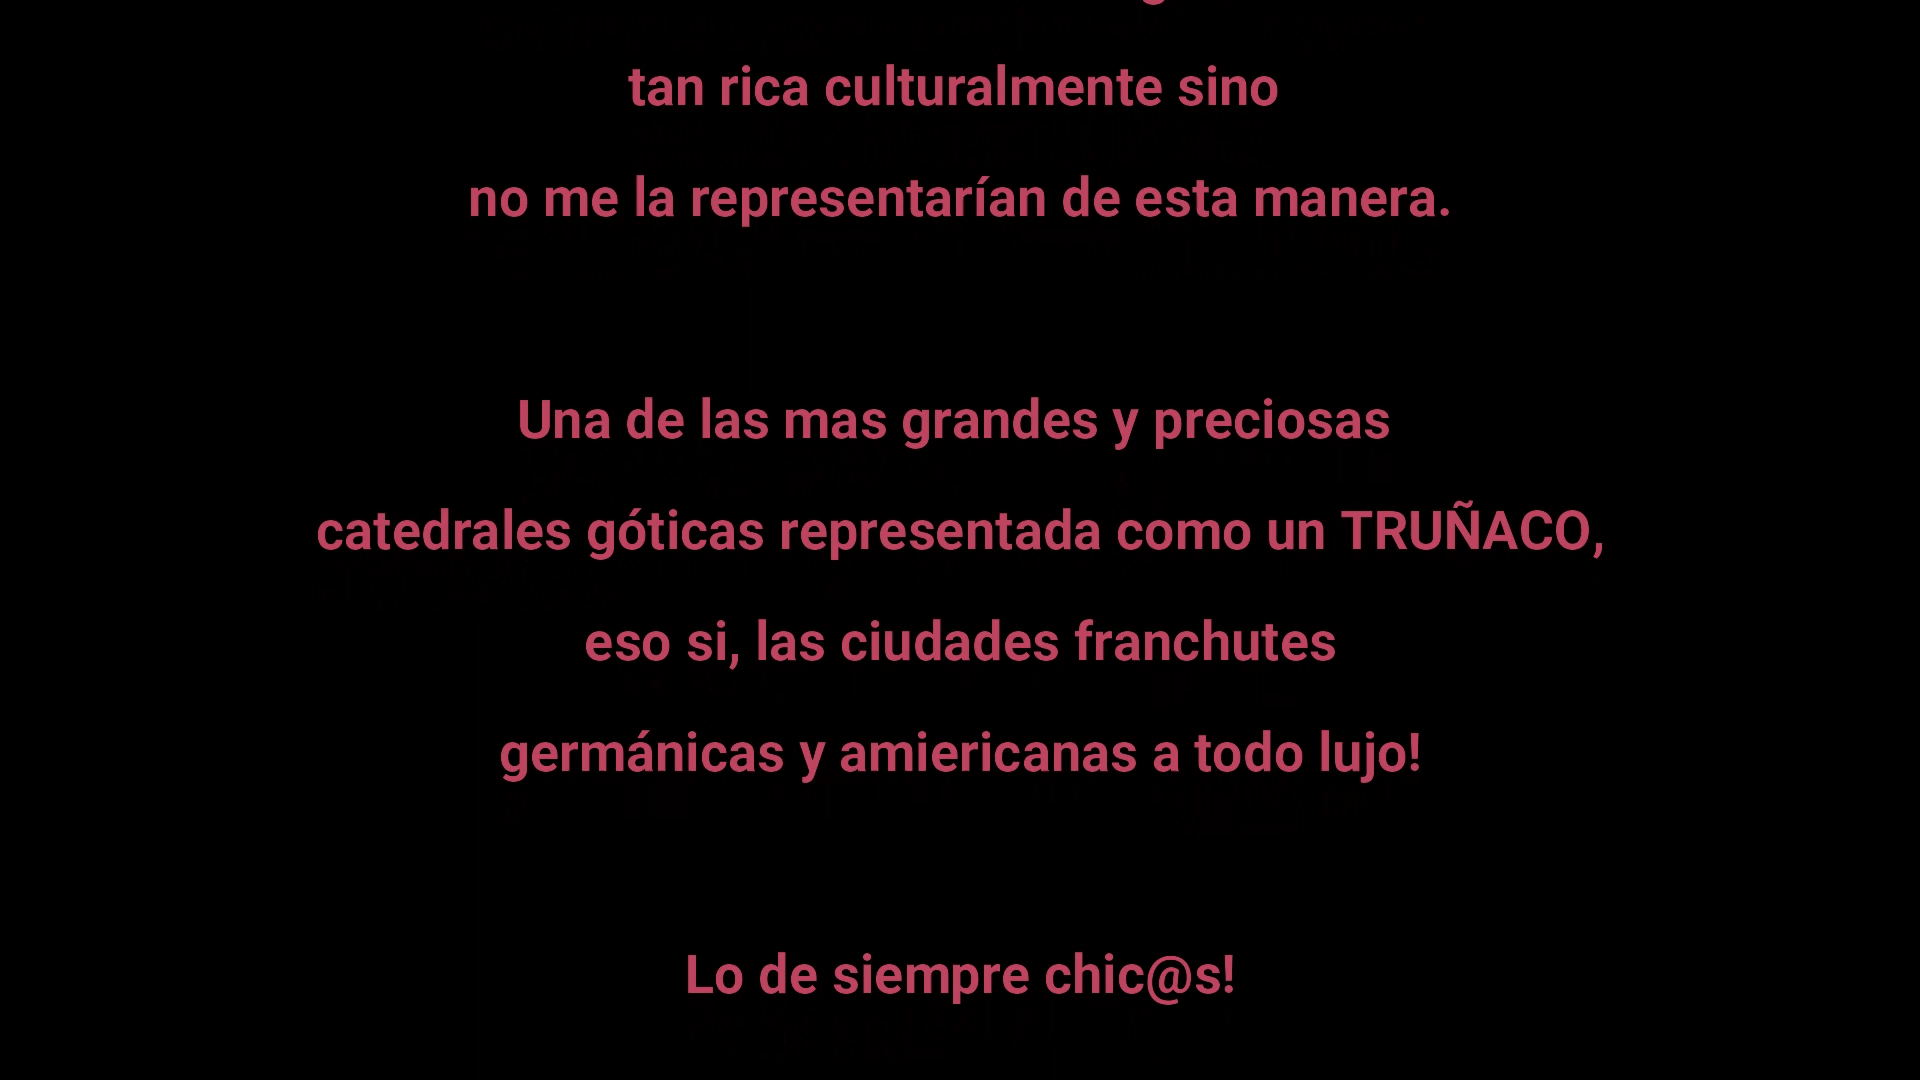 tan rica culturalmente sino
no me la representarían de esta manera.
Una de las mas grandes y preciosas
catedrales góticas representada como un TRUÑACO,
eso si, las ciudades franchutes
germánicas y amiericanas a todo lujo!
Lo de siempre chic@s!